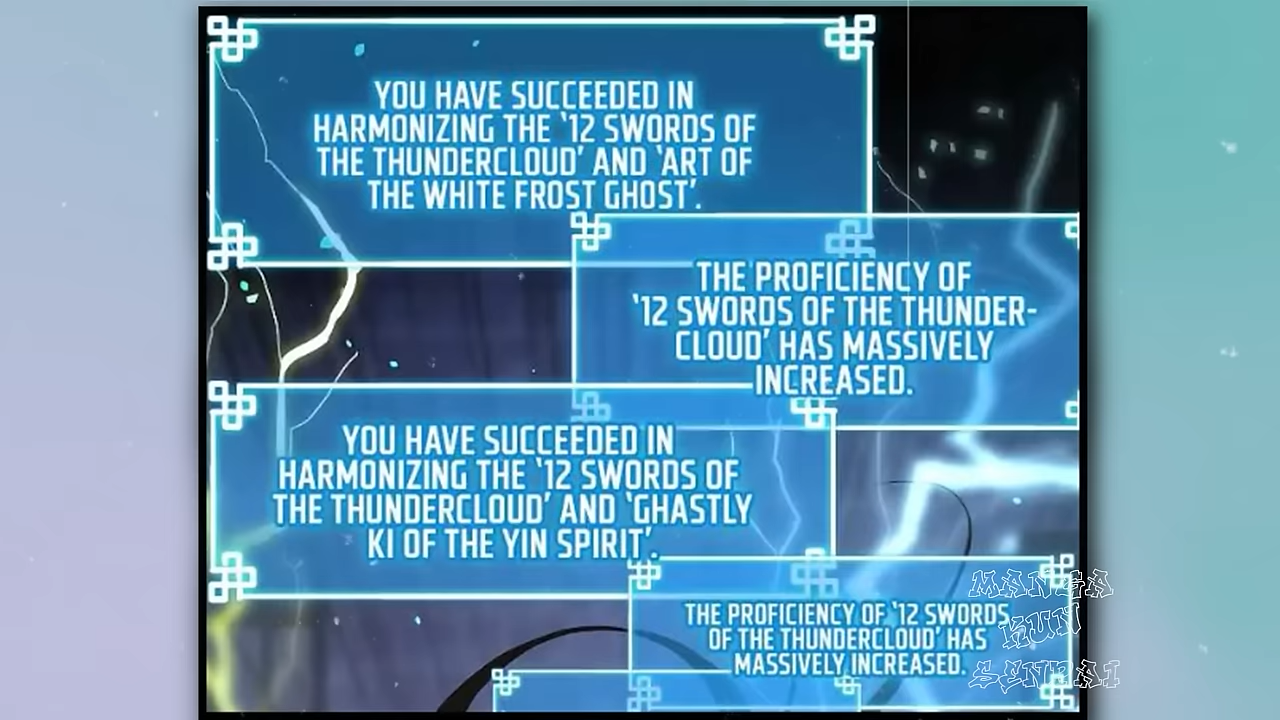 YOU HAVE SUCCEEDED IN
HARMONIZING THE ‘12 SWORDS OF
THE THUNDERCLOUD’ AND ‘ART OF
THE WHITE FROST GHOST’.
THE PROFICIENCY OF
‘12 SWORDS OF THE THUNDER-
CLOUD’ HAS MASSIVELY
INCREASED.
YOU HAVE SUCCEEDED IN
HARMONIZING THE ‘12 SWORDS OF
THE THUNDERCLOUD’ AND ‘GHASTLY
KI OF THE YIN SPIRIT’.
THE PROFICIENCY OF ‘12 SWORDS
OF THE THUNDERCLOUD’ HAS
MASSIVELY INCREASED.
MANGA
KUN
SENPAI